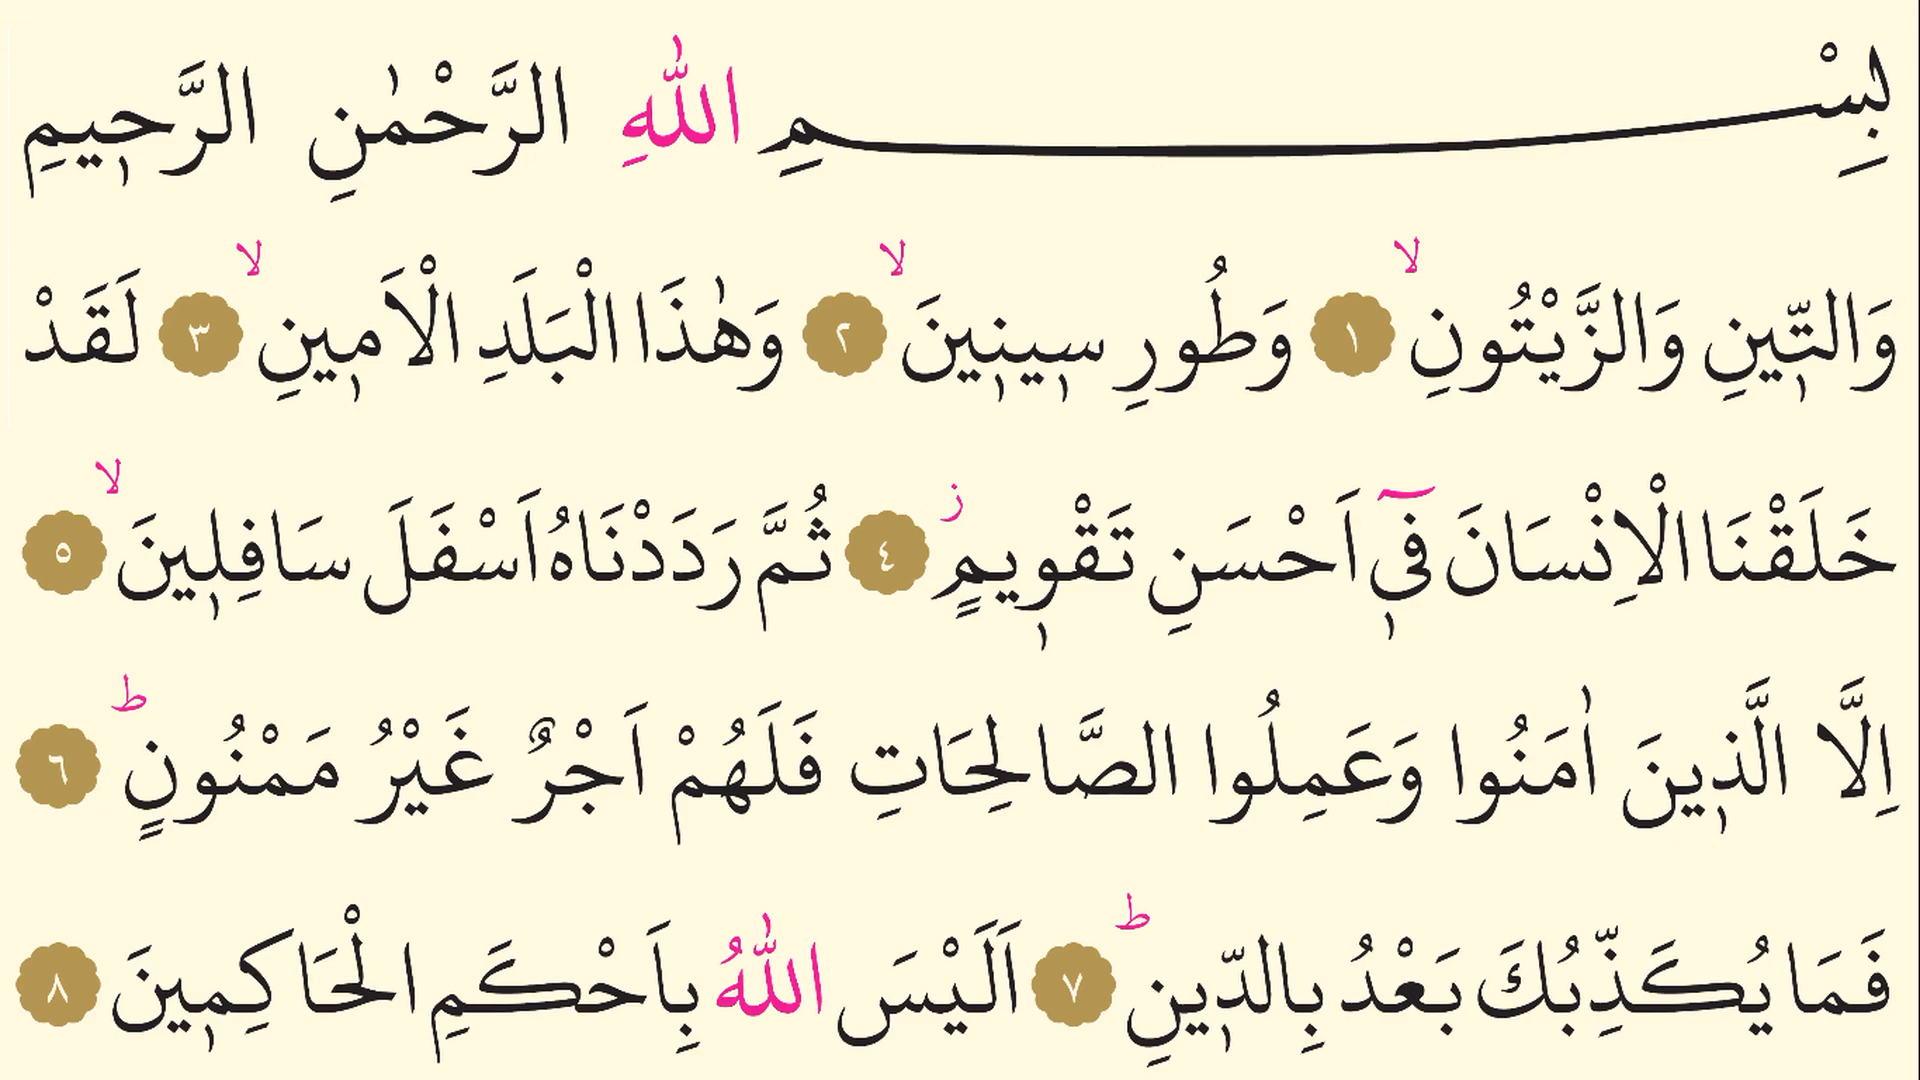 بِسْــــــــمِ اللّٰهِ الرَّحْمٰنِ الرَّح۪يمِ
وَالتّ۪ينِ وَالزَّيْتُونِۙ ﴿١﴾ وَطُورِ س۪ين۪ينَۙ ﴿٢﴾ وَهٰذَا الْبَلَدِ الْاَم۪ينِۙ ﴿٣﴾ لَقَدْ
خَلَقْنَا الْاِنْسَانَ ف۪ٓي اَحْسَنِ تَقْو۪يمٍۘ ﴿٤﴾ ثُمَّ رَدَدْنَاهُ اَسْفَلَ سَافِل۪ينَۙ ﴿٥﴾
اِلَّا الَّذ۪ينَ اٰمَنُوا وَعَمِلُوا الصَّالِحَاتِ فَلَهُمْ اَجْرٌ غَيْرُ مَمْنُونٍۜ ﴿٦﴾
فَمَا يُكَذِّبُكَ بَعْدُ بِالدّ۪ينِۜ ﴿٧﴾ اَلَيْسَ اللّٰهُ بِاَحْكَمِ الْحَاكِم۪ينَ ﴿٨﴾